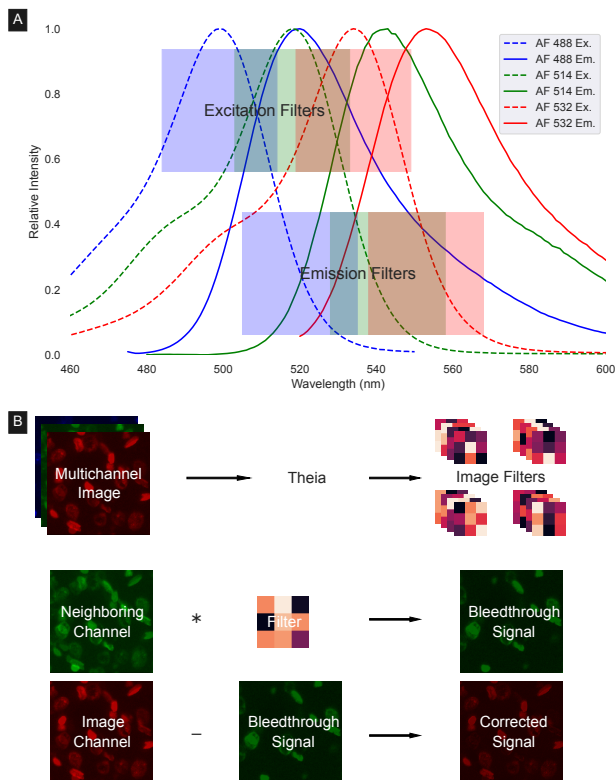 A
AF 488 Ex.
AF 488 Em.
AF 514 Ex.
AF 514 Em.
AF 532 Ex.
AF 532 Em.
1.0
0.8
0.6
0.4
0.2
0.0
Relative Intensity
Excitation Filters
Emission Filters
460 480 500 520 540 560 580 600
Wavelength (nm)
B
Multichannel
Image
Theia
Image Filters
Neighboring
Channel
*
Filter
Bleedthrough
Signal
Image
Channel
−
Bleedthrough
Signal
Corrected
Signal